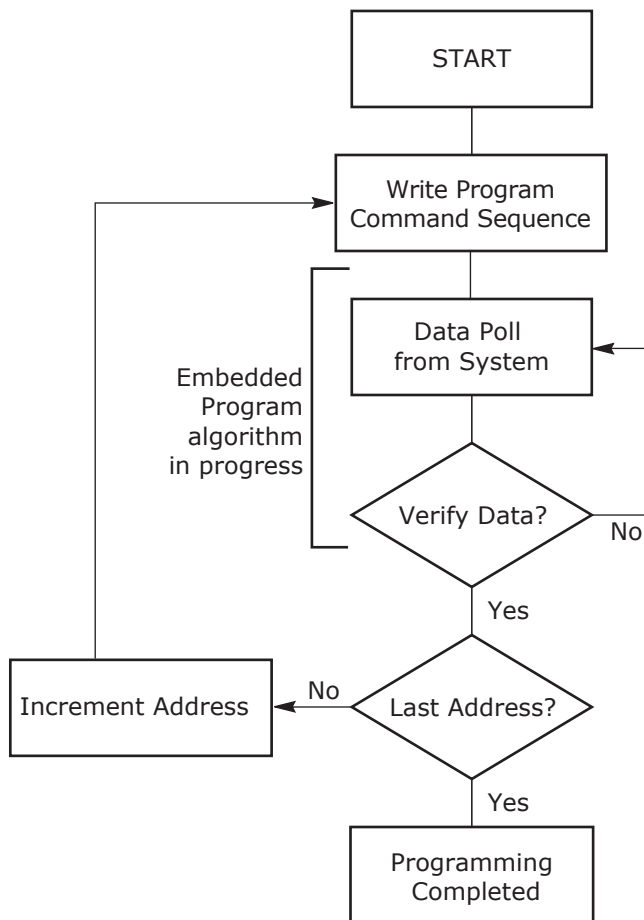 START
Write Program
Command Sequence
Data Poll
from System
Embedded
Program
algorithm
in progress
Verify Data?
No
Yes
Increment Address
No
Last Address?
Yes
Programming
Completed